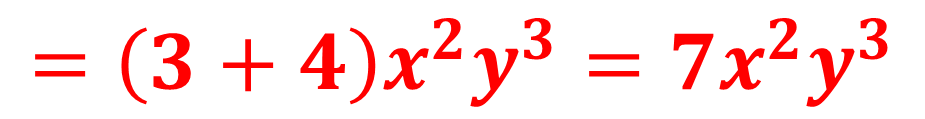 = (3 + 4)x²y³ = 7x²y³